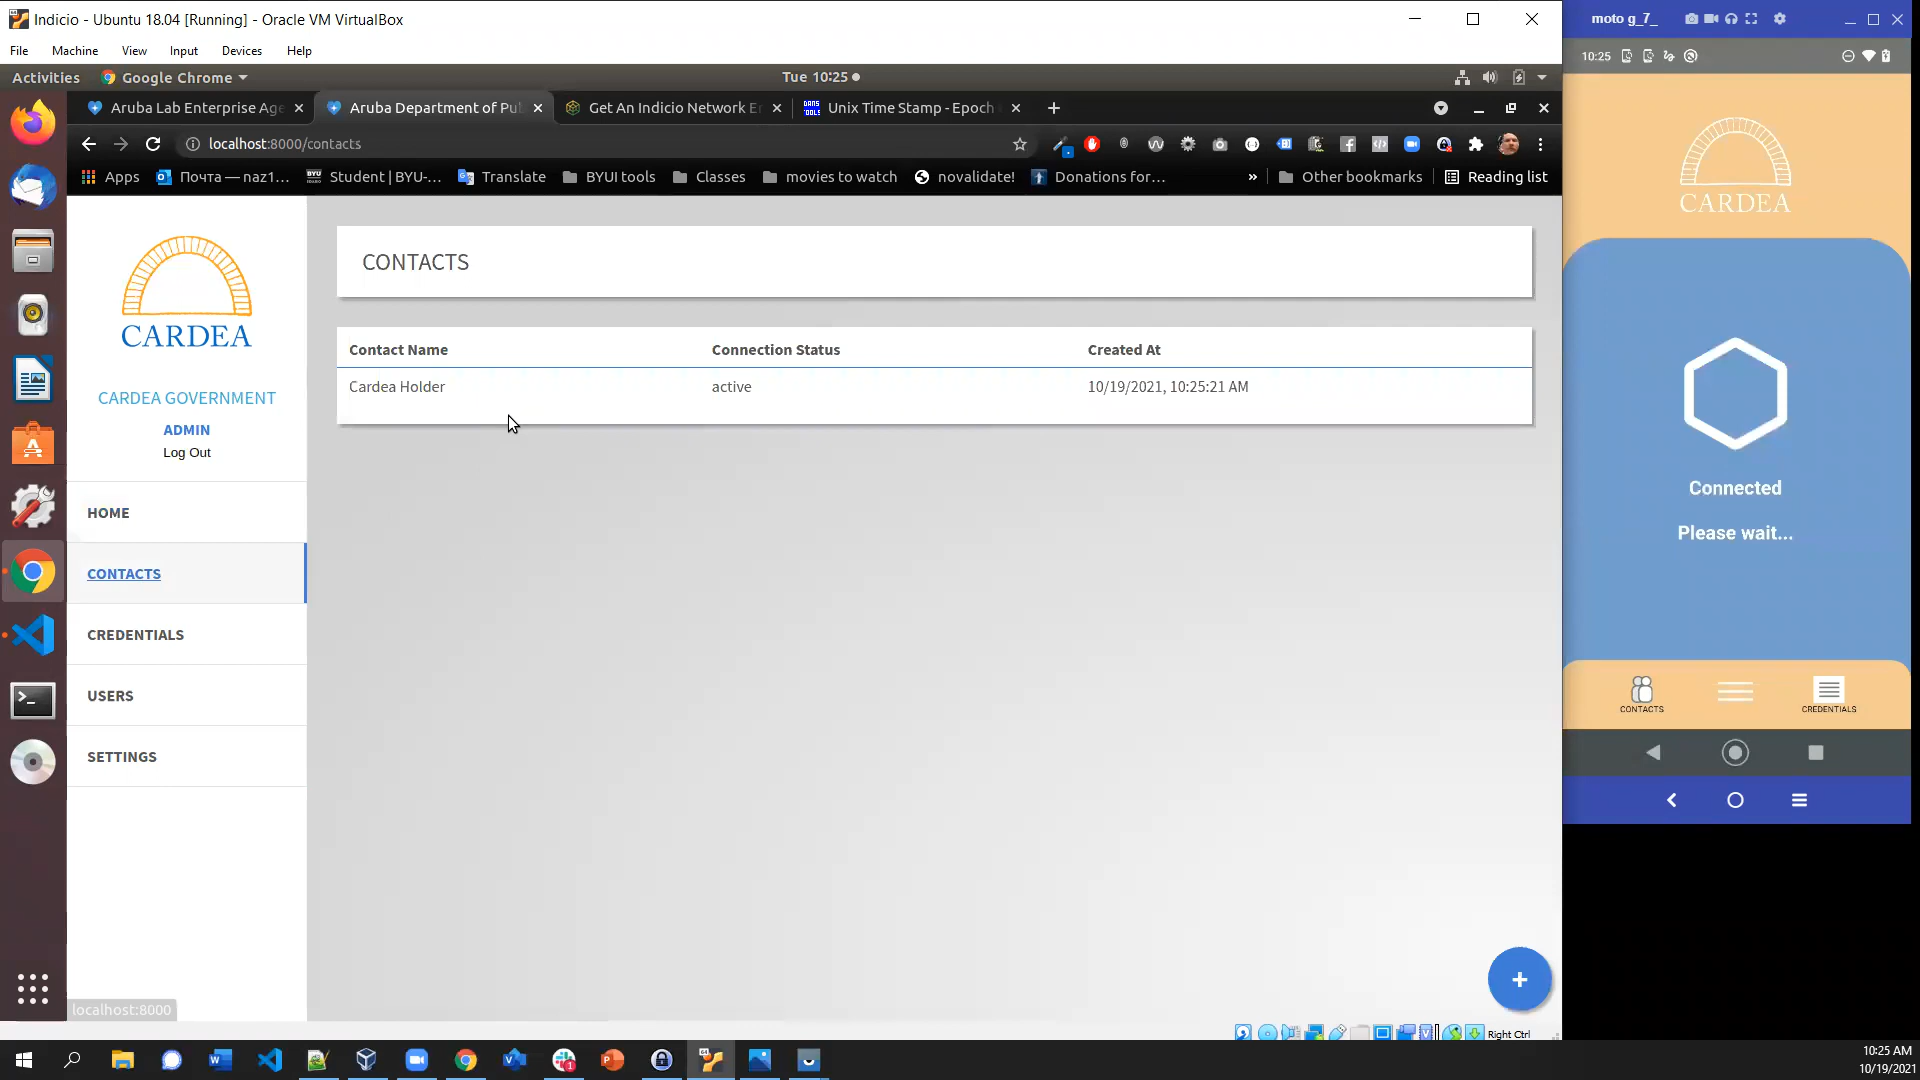 Indicio - Ubuntu 18.04 [Running] - Oracle VM VirtualBox
File Machine View Input Devices Help
Activities Google Chrome Tue 10:25
Aruba Lab Enterprise Age Aruba Department of Pu Get An Indicio Network E Unix Time Stamp - Epoch
localhost:8000/contacts
Apps Почта — naz1... Student | BYU-... Translate BYUI tools Classes movies to watch novalidate! Donations for... » Other bookmarks Reading list
CARDEA
CARDEA GOVERNMENT
ADMIN
Log Out
HOME
CONTACTS
CREDENTIALS
USERS
SETTINGS
localhost:8000
CONTACTS
Contact Name Connection Status Created At
Cardea Holder active 10/19/2021, 10:25:21 AM
+
Right Ctrl
moto g_7_
10:25
CARDEA
Connected
Please wait...
CONTACTS CREDENTIALS
10:25 AM
10/19/2021